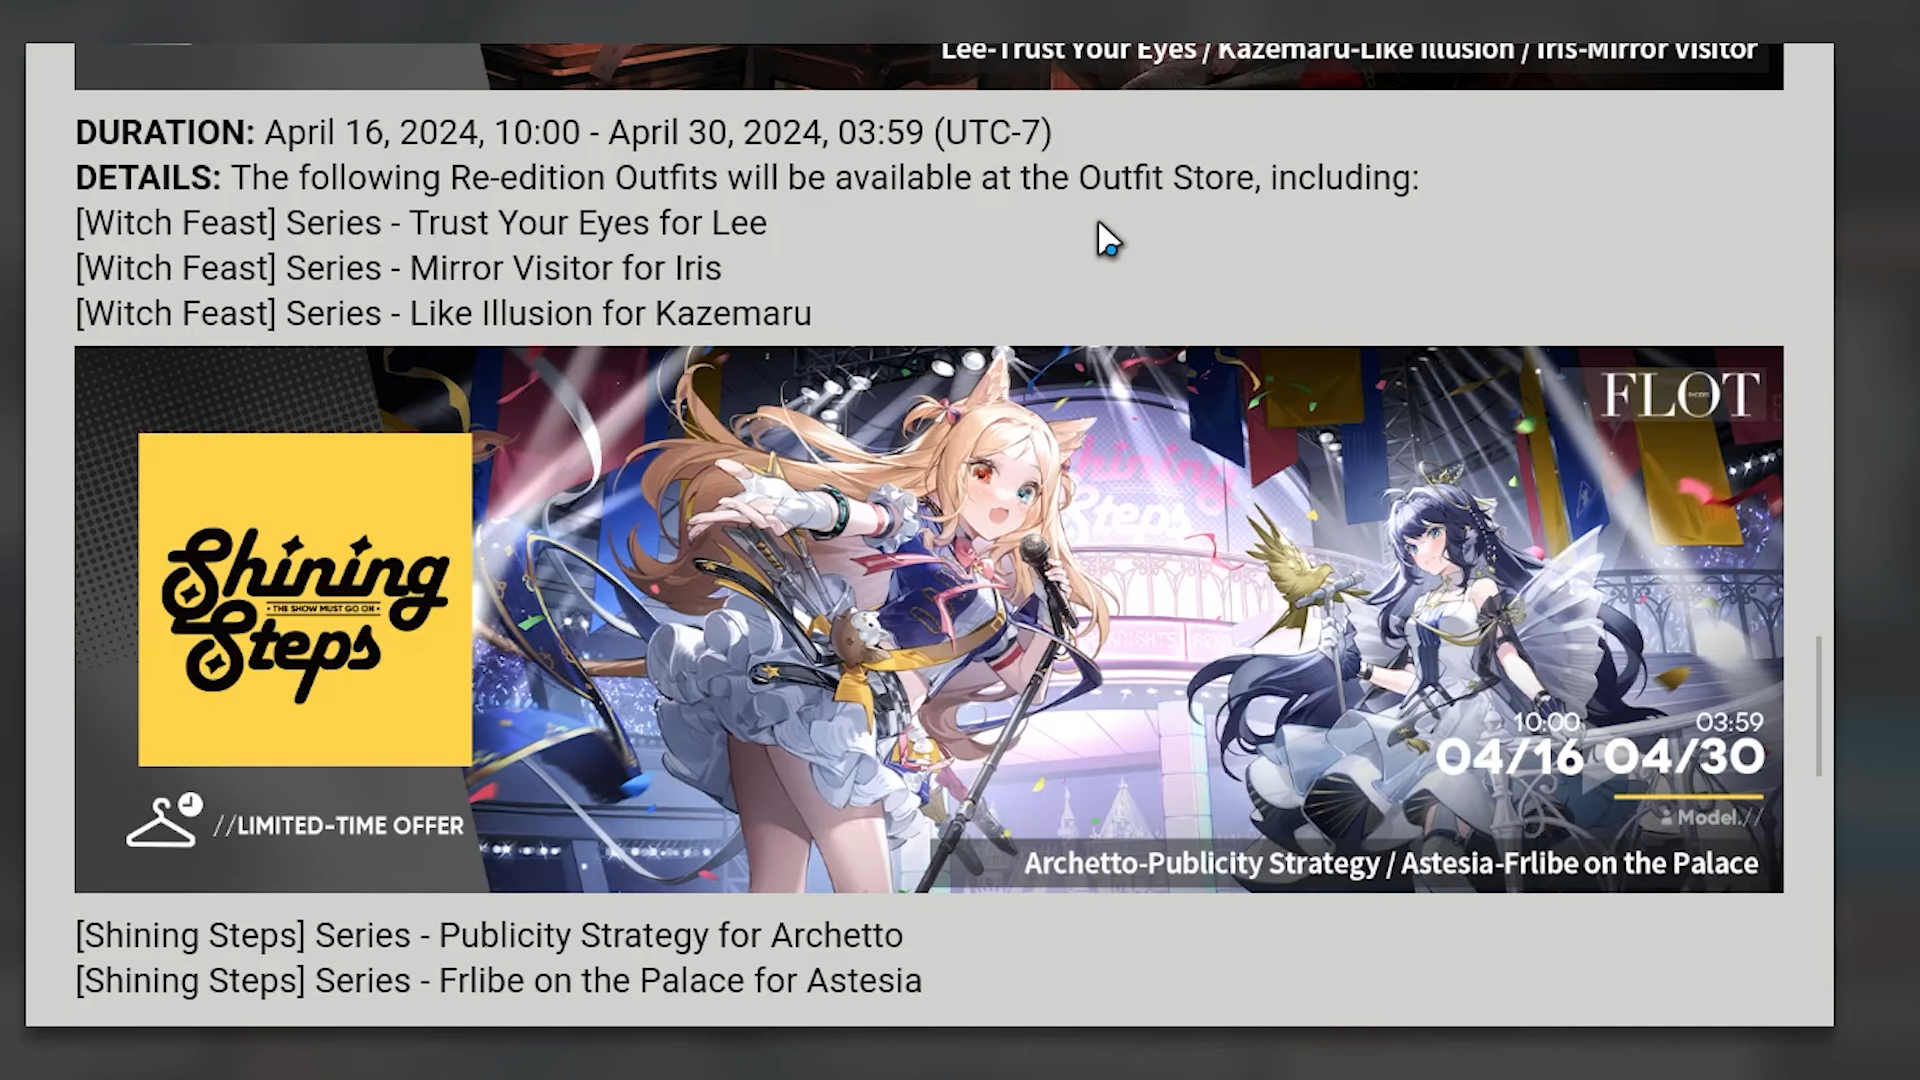 Lee-Trust Your Eyes / Kazemaru-Like Illusion / Iris-Mirror Visitor
DURATION: April 16, 2024, 10:00 - April 30, 2024, 03:59 (UTC-7)
DETAILS: The following Re-edition Outfits will be available at the Outfit Store, including:
[Witch Feast] Series - Trust Your Eyes for Lee
[Witch Feast] Series - Mirror Visitor for Iris
[Witch Feast] Series - Like Illusion for Kazemaru
FLOT
Shining
• THE SHOW MUST GO ON •
Steps
Shining
Steps
KNIGHTS
10:00 03:59
04/16 04/30
Model.//
//LIMITED-TIME OFFER
Archetto-Publicity Strategy / Astesia-Frlibe on the Palace
[Shining Steps] Series - Publicity Strategy for Archetto
[Shining Steps] Series - Frlibe on the Palace for Astesia